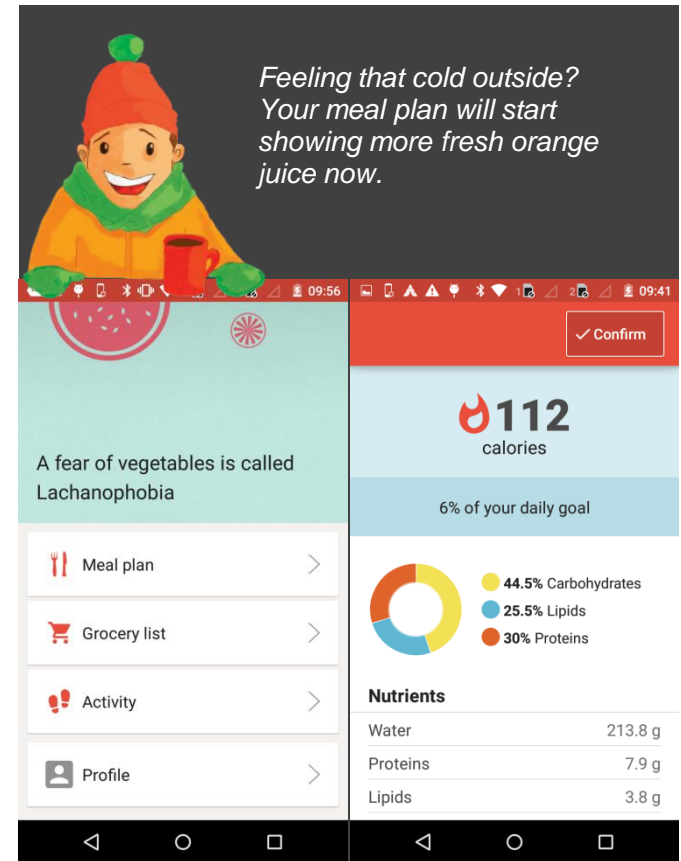 Feeling that cold outside?
Your meal plan will start
showing more fresh orange
juice now.
09:56
A fear of vegetables is called
Lachanophobia
Meal plan
Grocery list
Activity
Profile
1 2 09:41
Confirm
112
calories
6% of your daily goal
44.5% Carbohydrates
25.5% Lipids
30% Proteins
Nutrients
Water 213.8 g
Proteins 7.9 g
Lipids 3.8 g